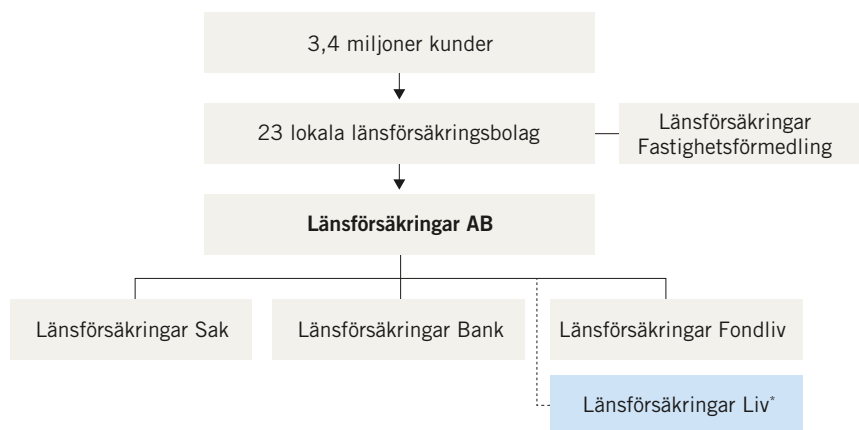 3,4 miljoner kunder
23 lokala länsförsäkringsbolag
Länsförsäkringar
Fastighetsförmedling
Länsförsäkringar AB
Länsförsäkringar Sak
Länsförsäkringar Bank
Länsförsäkringar Fondliv
Länsförsäkringar Liv*